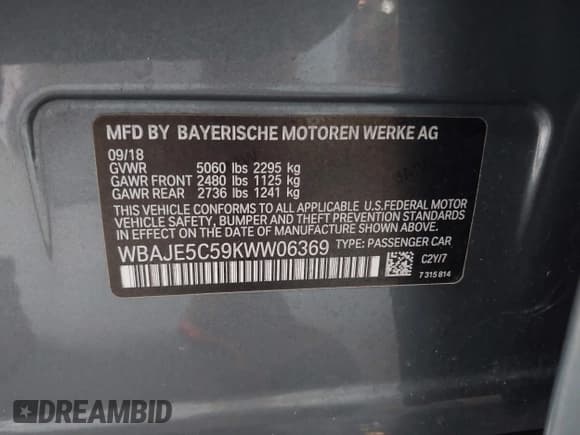 MFD BY BAYERISCHE MOTOREN WERKE AG
09/18
GVWR 5060 lbs 2295 kg
GAWR FRONT 2480 lbs 1125 kg
GAWR REAR 2736 lbs 1241 kg
THIS VEHICLE CONFORMS TO ALL APPLICABLE U.S.FEDERAL MOTOR
VEHICLE SAFETY, BUMPER AND THEFT PREVENTION STANDARDS
IN EFFECT ON THE DATE OF MANUFACTURE SHOWN ABOVE.
WBAJE5C59KWW06369 TYPE: PASSENGER CAR
C2Y/7
7 315 814
DREAMBID